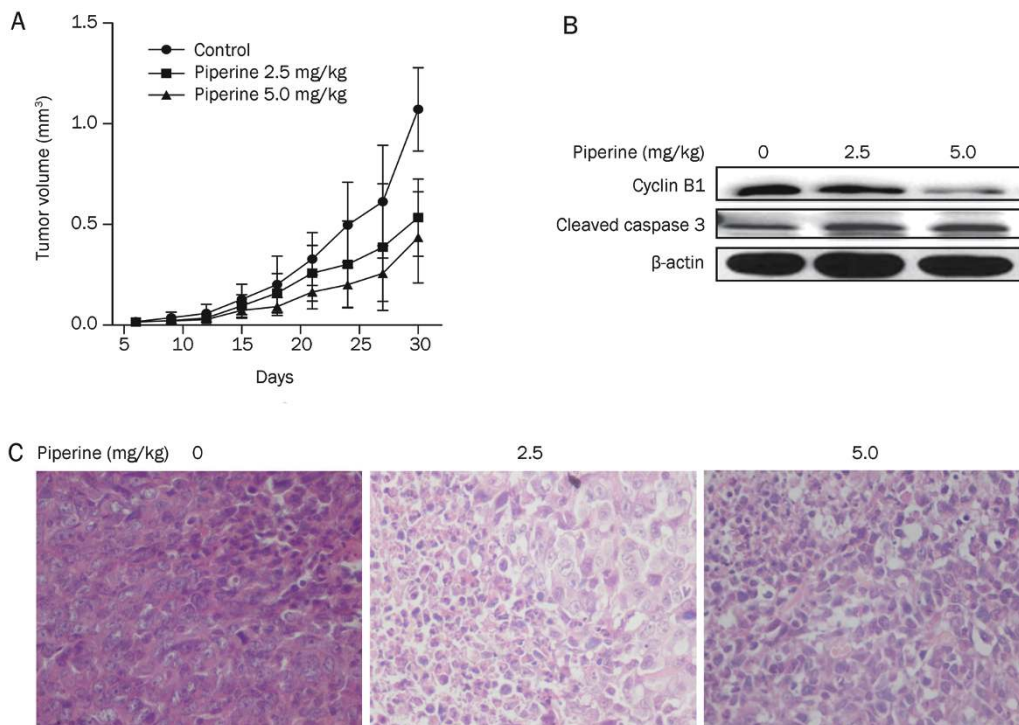 A
Tumor volume (mm³)
1.5
1.0
0.5
0.0
Control
Piperine 2.5 mg/kg
Piperine 5.0 mg/kg
5 10 15 20 25 30
Days
B
Piperine (mg/kg) 0 2.5 5.0
Cyclin B1
Cleaved caspase 3
β-actin
C Piperine (mg/kg) 0 2.5 5.0